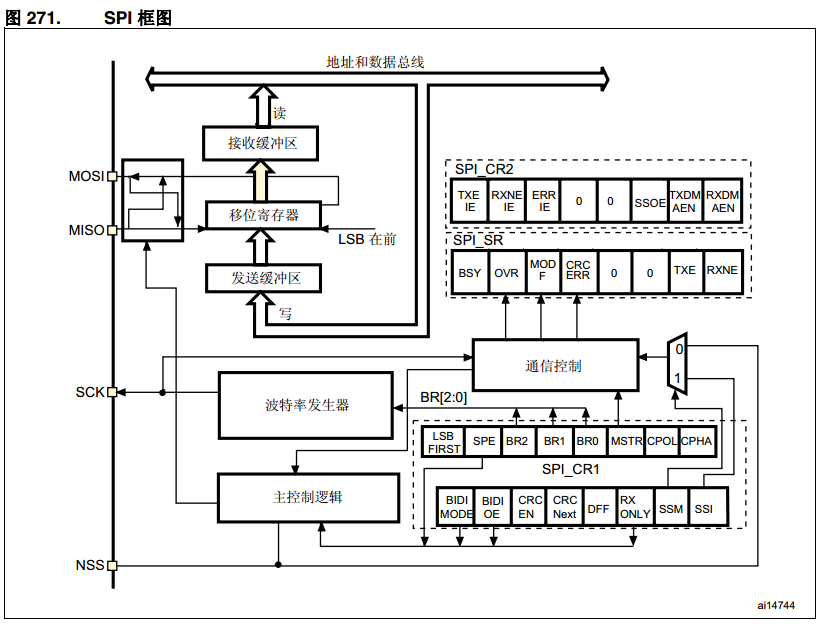 图 271. SPI 框图
地址和数据总线
读
接收缓冲区
MOSI
移位寄存器
MISO
LSB 在前
发送缓冲区
写
SPI_CR2
TXE IE
RXNE IE
ERR IE
0
0
SSOE
TXDM AEN
RXDM AEN
SPI_SR
BSY
OVR
MOD F
CRC ERR
0
0
TXE
RXNE
通信控制
0
1
SCK
波特率发生器
BR[2:0]
LSB FIRST
SPE
BR2
BR1
BR0
MSTR
CPOL
CPHA
SPI_CR1
主控制逻辑
BIDI MODE
BIDI OE
CRC EN
CRC Next
DFF
RX ONLY
SSM
SSI
NSS
ai14744